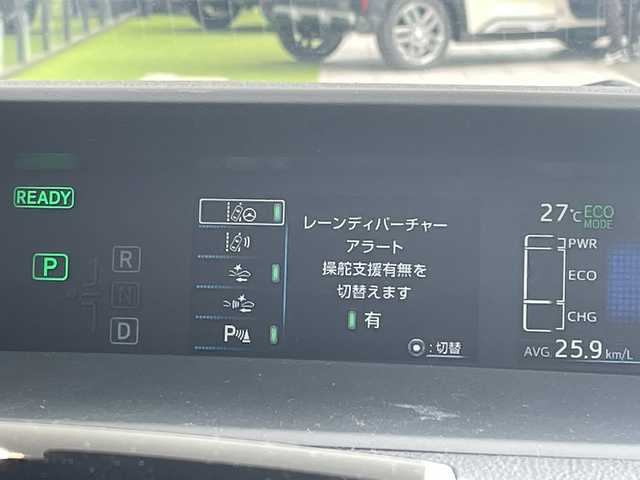 READY
P
R
N
D
レーンディパーチャー
アラート
操舵支援有無を
切替えます
有
:切替
P
27℃
ECO
MODE
PWR
ECO
CHG
AVG 25.9 km/L